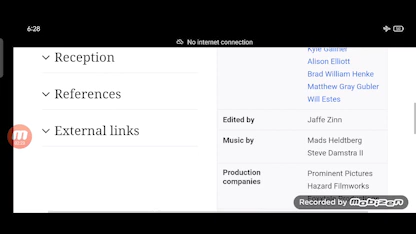 6:28
No internet connection
Reception
References
External links
Kyle Gallner
Alison Elliott
Brad William Henke
Matthew Gray Gubler
Will Estes
Edited by
Jaffe Zinn
Music by
Mads Heldtberg
Steve Damstra II
Production
companies
Prominent Pictures
Hazard Filmworks
Recorded by
mobizen